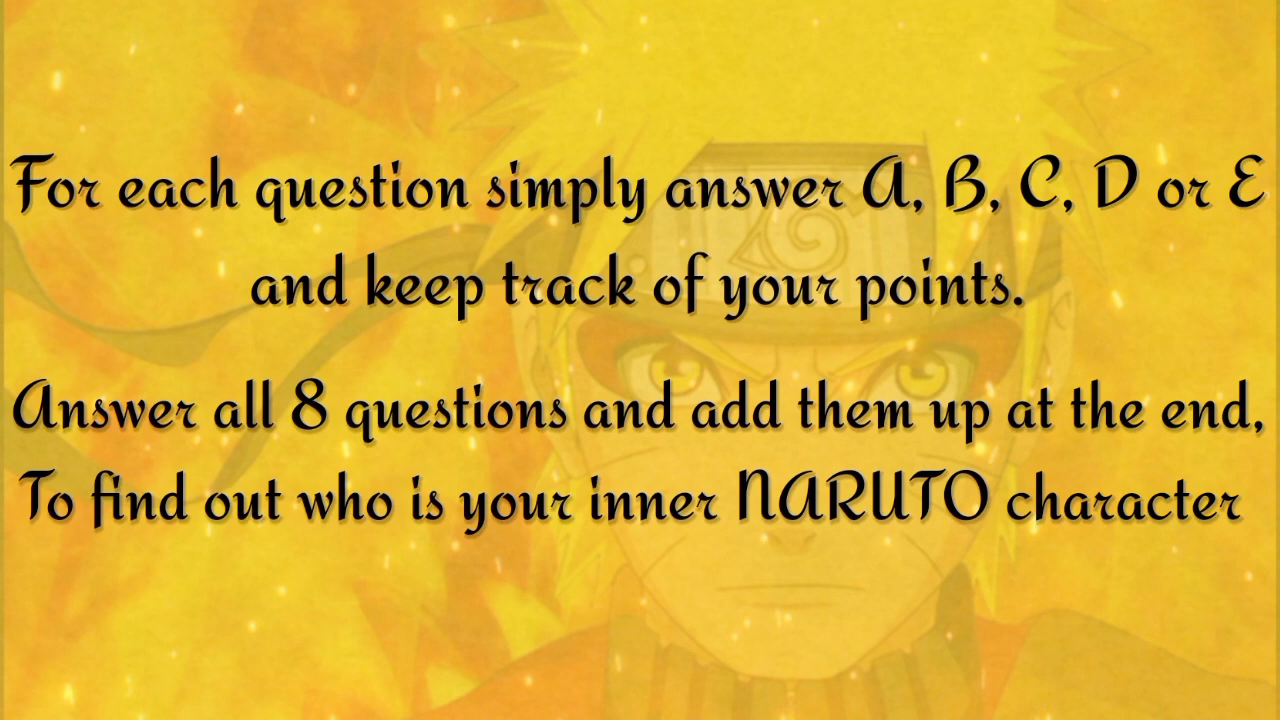 For each question simply answer A, B, C, D or E
and keep track of your points.
Answer all 8 questions and add them up at the end,
To find out who is your inner NARUTO character